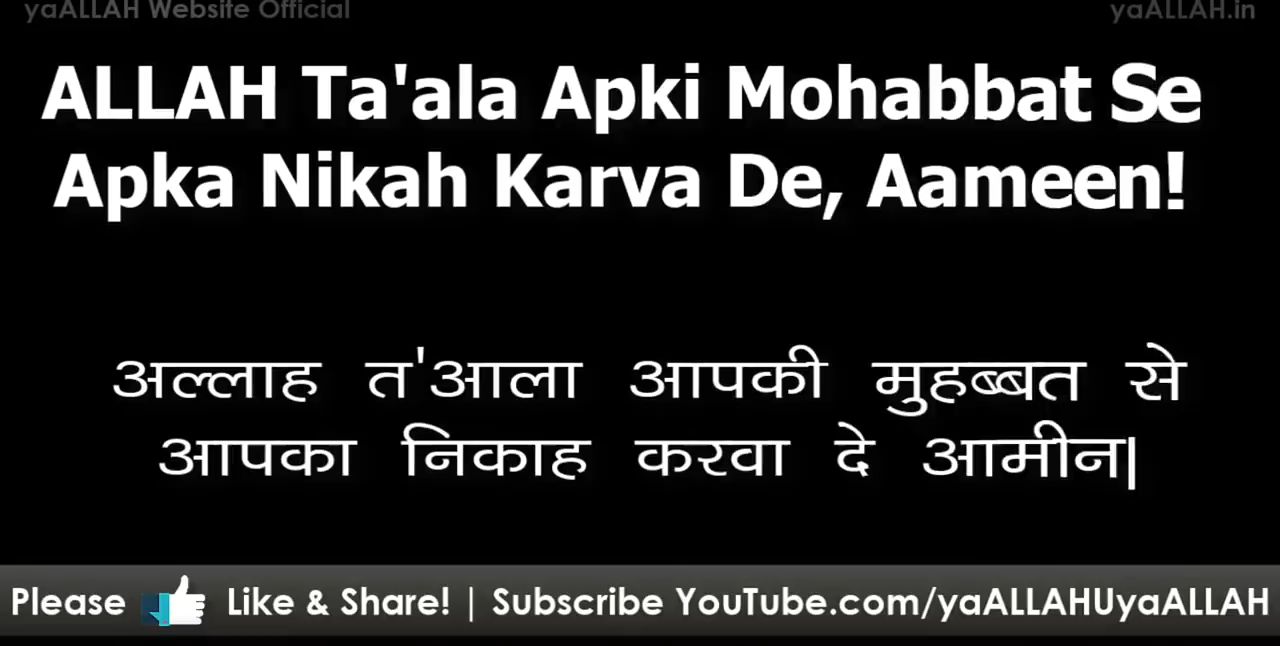 yaALLAH Website Official
yaALLAH.in
ALLAH Ta'ala Apki Mohabbat Se
Apka Nikah Karva De, Aameen!
अल्लाह त'आला आपकी मुहब्बत से
आपका निकाह करवा दे आमीन|
Please Like & Share! | Subscribe YouTube.com/yaALLAHUyaALLAH